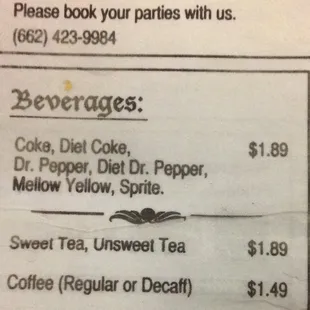 Please book your parties with us.
(662) 423-9984
Beverages:
Coke, Diet Coke, $1.89
Dr. Pepper, Diet Dr. Pepper,
Mellow Yellow, Sprite.
Sweet Tea, Unsweet Tea $1.89
Coffee (Regular or Decaff) $1.49